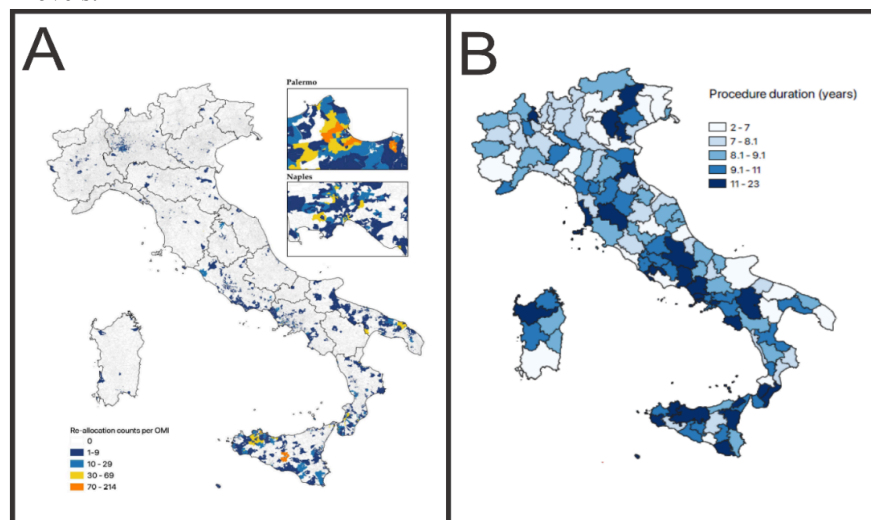 A
Palermo
Naples
Re-allocation counts per OMI
0
1-9
10 - 29
30 - 69
70 - 214
B
Procedure duration (years)
2 - 7
7 - 8.1
8.1 - 9.1
9.1 - 11
11 - 23